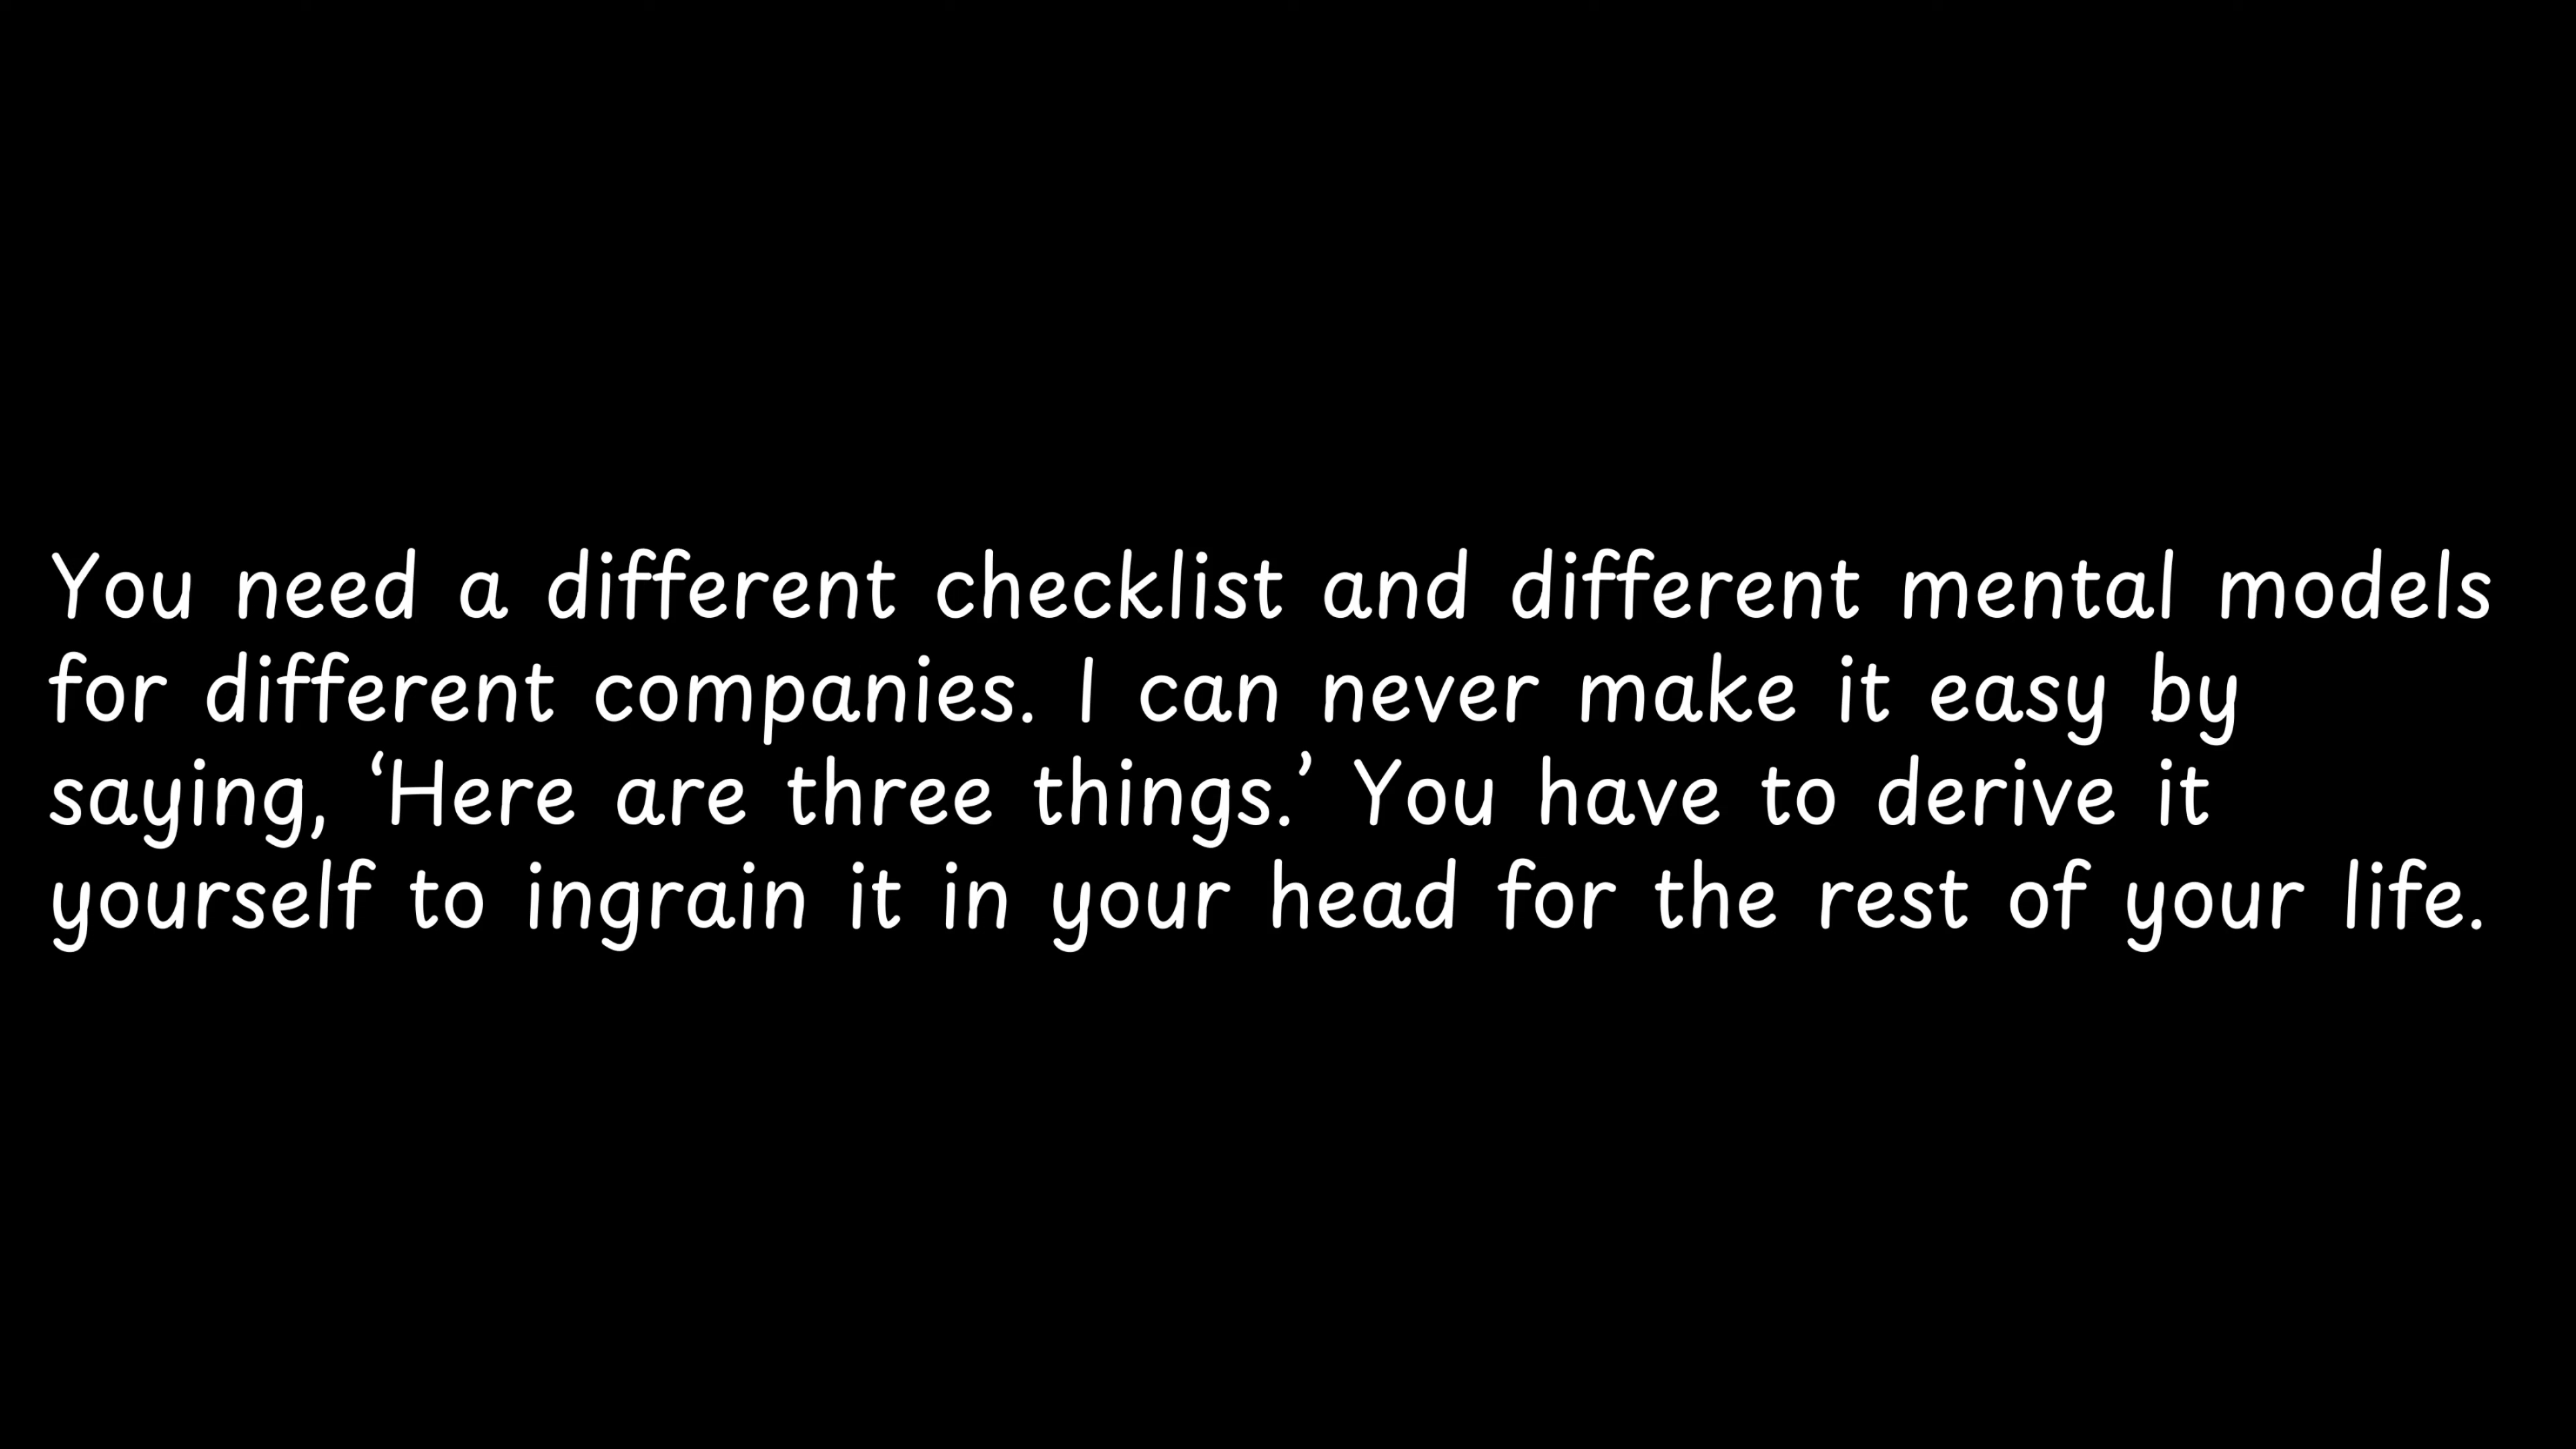 You need a different checklist and different mental models
for different companies. I can never make it easy by
saying, ‘Here are three things.’ You have to derive it
yourself to ingrain it in your head for the rest of your life.